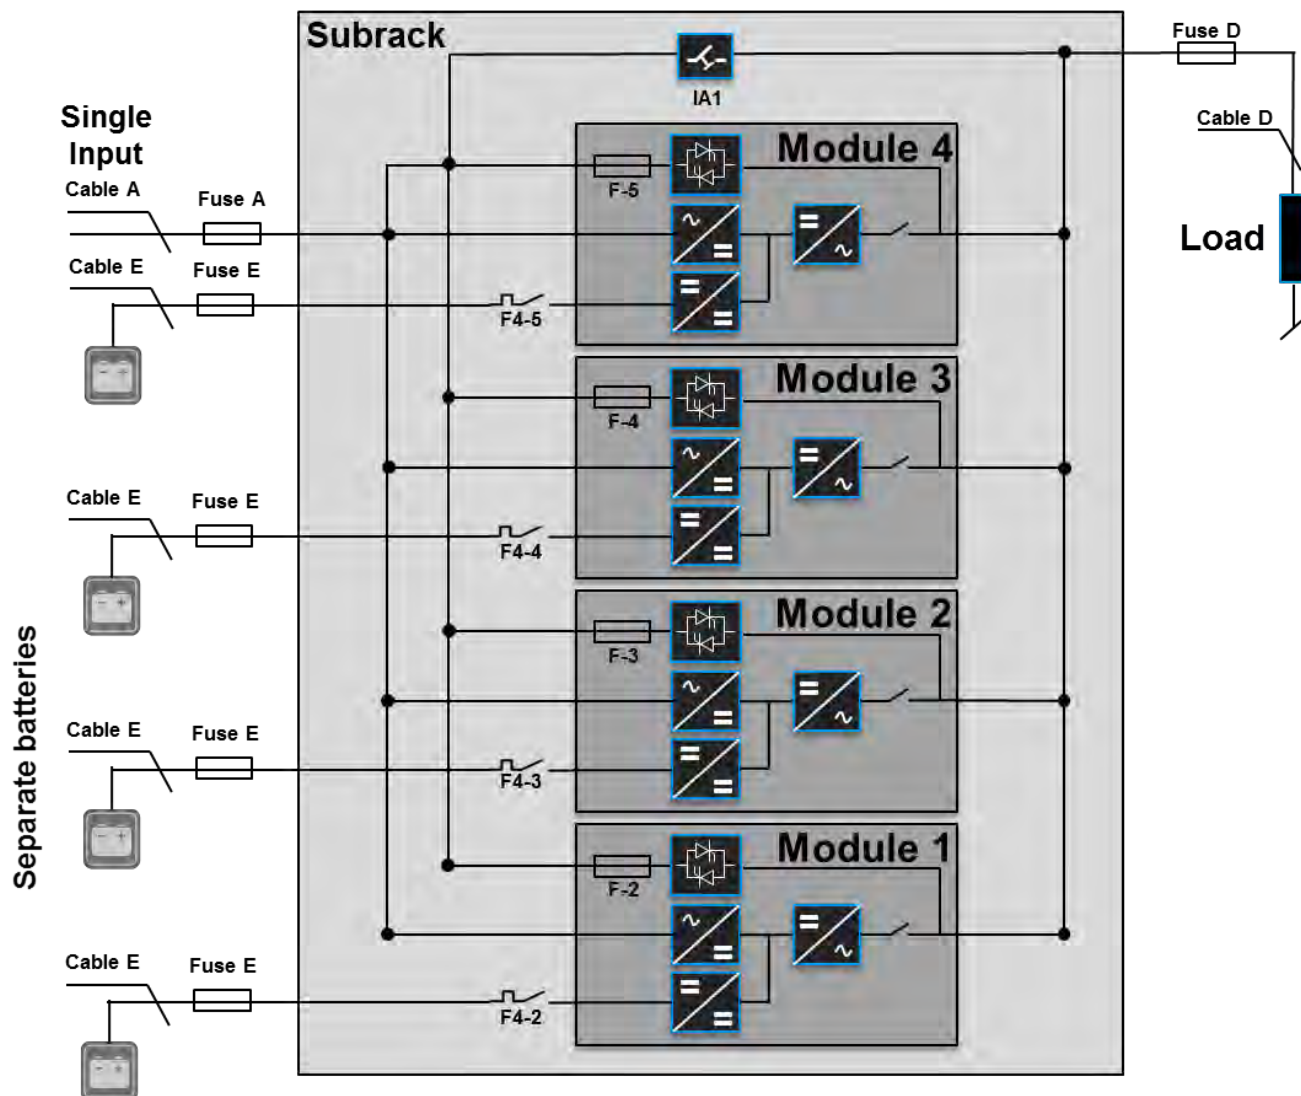 Subrack
Fuse D
IA1
Single
Input
Cable D
Module 4
Cable A
Fuse A
F-5
Load
Cable E
Fuse E
F4-5
Module 3
F-4
Cable E
Fuse E
F4-4
Module 2
F-3
Separate batteries
Cable E
Fuse E
F4-3
Module 1
F-2
Cable E
Fuse E
F4-2